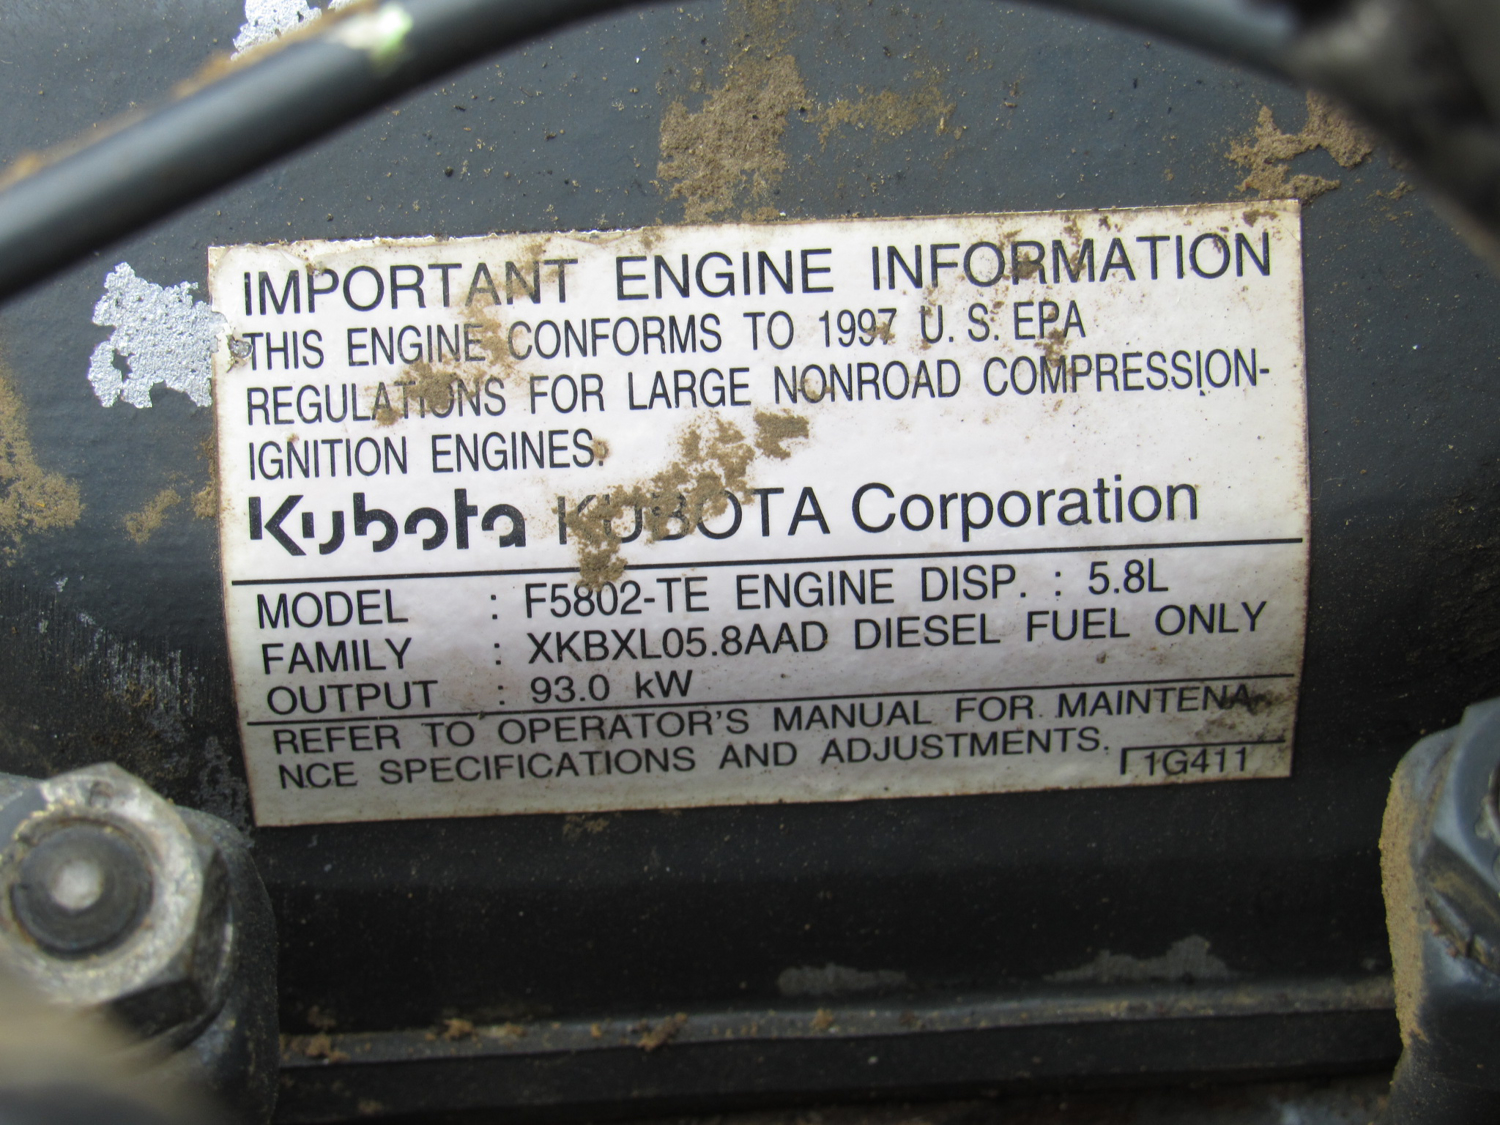 IMPORTANT ENGINE INFORMATION
THIS ENGINE CONFORMS TO 1997 U. S. EPA
REGULATIONS FOR LARGE NONROAD COMPRESSION-
IGNITION ENGINES.
Kubota KUBOTA Corporation
MODEL : F5802-TE ENGINE DISP. : 5.8L
FAMILY : XKBXL05.8AAD DIESEL FUEL ONLY
OUTPUT : 93.0 kW
REFER TO OPERATOR'S MANUAL FOR MAINTENA-
NCE SPECIFICATIONS AND ADJUSTMENTS.
1G411